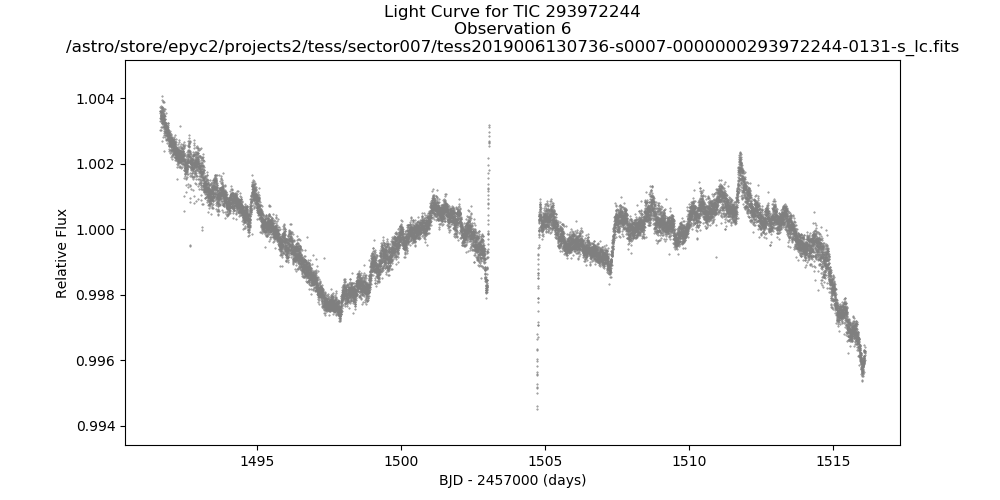 Light Curve for TIC 293972244
Observation 6
/astro/store/epyc2/projects2/tess/sector007/tess2019006130736-s0007-0000000293972244-0131-s_lc.fits
1.004
1.002
1.000
0.998
0.996
0.994
Relative Flux
1495
1500
1505
1510
1515
BJD - 2457000 (days)